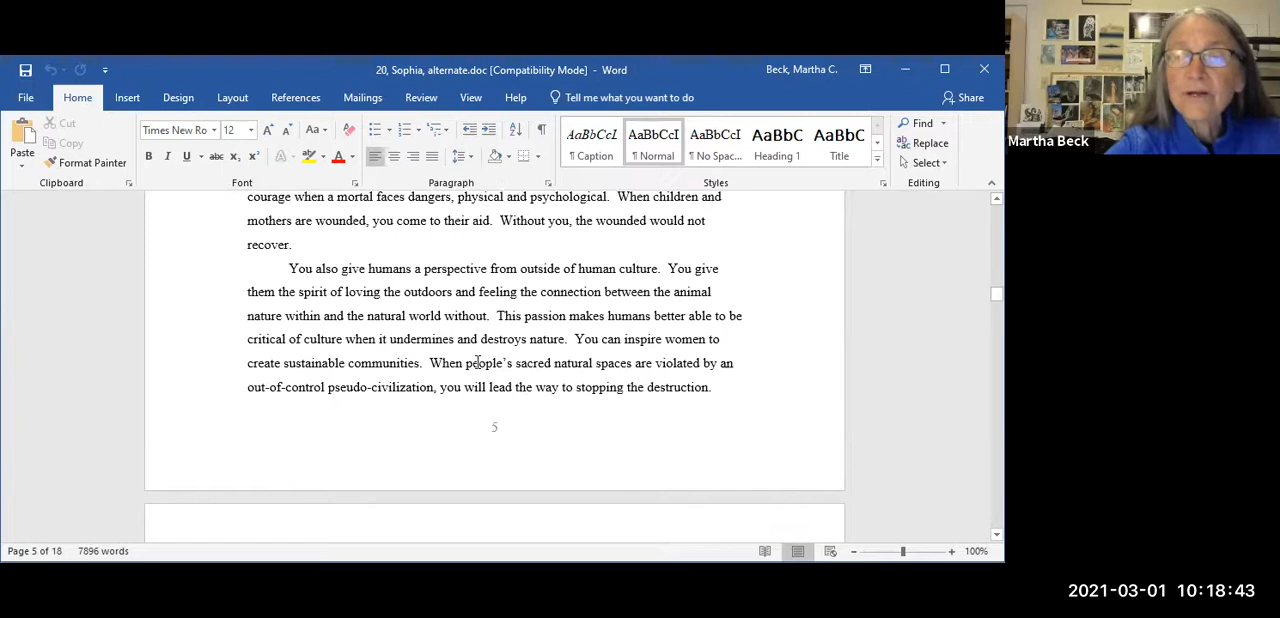 20, Sophia, alternate.doc [Compatibility Mode] - Word
Beck, Martha C.
File Home Insert Design Layout References Mailings Review View Help Tell me what you want to do Share
Paste
Cut
Copy
Format Painter
Clipboard
Times New Ro 12
Aa
B I U abc x₂ x² A ab A
Font
Paragraph
AaBbCcL AaBbCcI AaBbCcI AaBbC AaBbC
¶ Caption ¶ Normal ¶ No Spac... Heading 1 Title
Styles
Find
Replace
Select
Editing
Martha Beck
courage when a mortal faces dangers, physical and psychological. When children and
mothers are wounded, you come to their aid. Without you, the wounded would not
recover.
You also give humans a perspective from outside of human culture. You give
them the spirit of loving the outdoors and feeling the connection between the animal
nature within and the natural world without. This passion makes humans better able to be
critical of culture when it undermines and destroys nature. You can inspire women to
create sustainable communities. When people's sacred natural spaces are violated by an
out-of-control pseudo-civilization, you will lead the way to stopping the destruction.
5
Page 5 of 18 7896 words
100%
2021-03-01 10:18:43